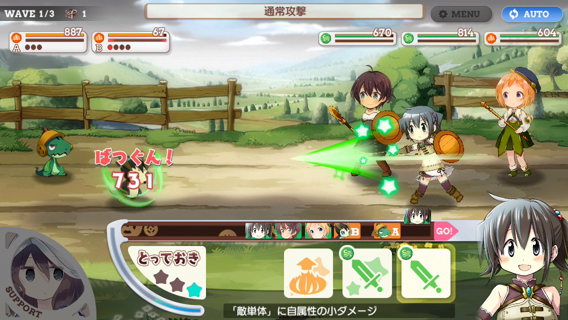 WAVE 1/3 1
通常攻撃
MENU
AUTO
887
A
67
B
670
814
604
ばつぐん!
731
B
A
GO!
とっておき
SUPPORT
「敵単体」に自属性の小ダメージ